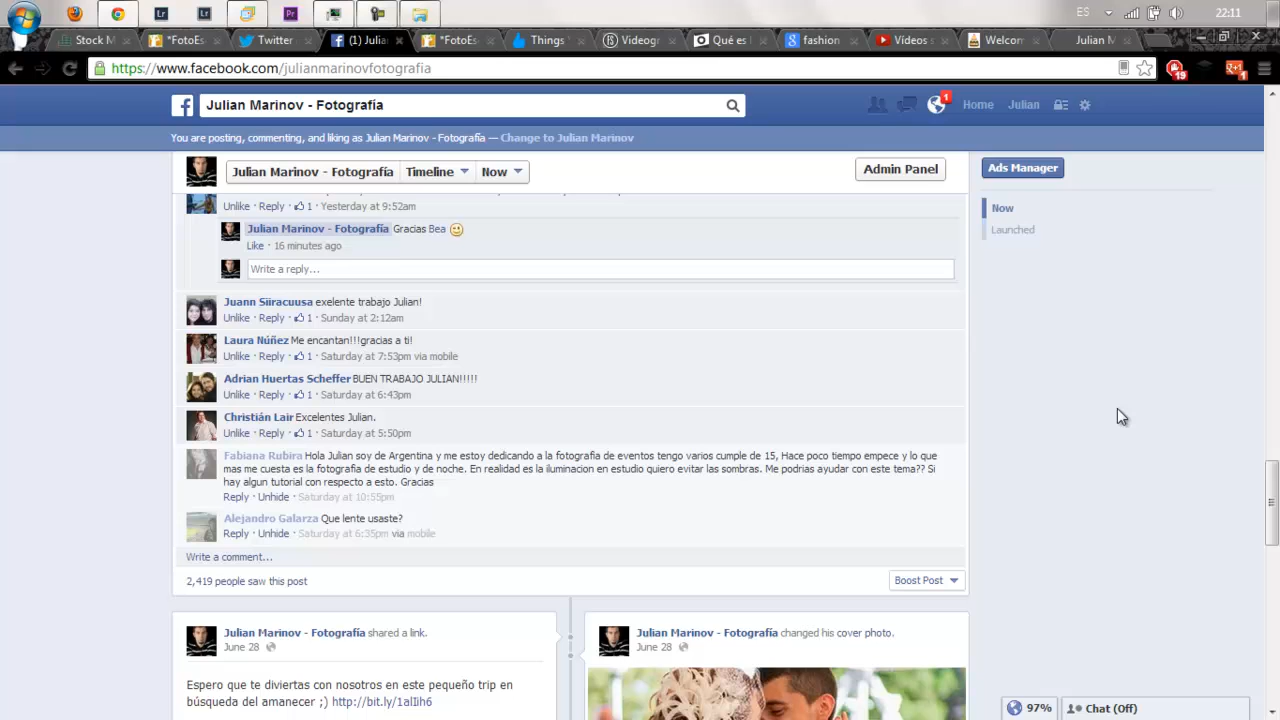 ES 22:11
Stock M
*FotoEs
Twitter
(1) Julia
*FotoEs
Things
Videogr
Qué es
fashion
Videos s
Welcon
Julian M
https://www.facebook.com/julianmarinovfotografia
19
+1
1
Julian Marinov - Fotografía
1
Home
Julian
You are posting, commenting, and liking as Julian Marinov - Fotografía — Change to Julian Marinov
Julian Marinov - Fotografía Timeline Now
Admin Panel
Ads Manager
Now
Launched
Unlike · Reply · 1 · Yesterday at 9:52am
Julian Marinov - Fotografía Gracias Bea
Like · 16 minutes ago
Write a reply...
Juann Siiracuusa exelente trabajo Julian!
Unlike · Reply · 1 · Sunday at 2:12am
Laura Núñez Me encantan!!!gracias a ti!
Unlike · Reply · 1 · Saturday at 7:53pm via mobile
Adrian Huertas Scheffer BUEN TRABAJO JULIAN!!!!!
Unlike · Reply · 1 · Saturday at 6:43pm
Christián Lair Excelentes Julian.
Unlike · Reply · 1 · Saturday at 5:50pm
Fabiana Rubira Hola Julian soy de Argentina y me estoy dedicando a la fotografia de eventos tengo varios cumple de 15, Hace poco tiempo empece y lo que
mas me cuesta es la fotografia de estudio y de noche. En realidad es la iluminacion en estudio quiero evitar las sombras. Me podrias ayudar con este tema?? Si
hay algun tutorial con respecto a esto. Gracias
Reply · Unhide · Saturday at 10:55pm
Alejandro Galarza Que lente usaste?
Reply · Unhide · Saturday at 6:35pm via mobile
Write a comment...
2,419 people saw this post
Boost Post
Julian Marinov - Fotografía shared a link.
June 28
Espero que te diviertas con nosotros en este pequeño trip en
búsqueda del amanecer ;) http://bit.ly/1alIih6
Julian Marinov - Fotografía changed his cover photo.
June 28
97%
Chat (Off)